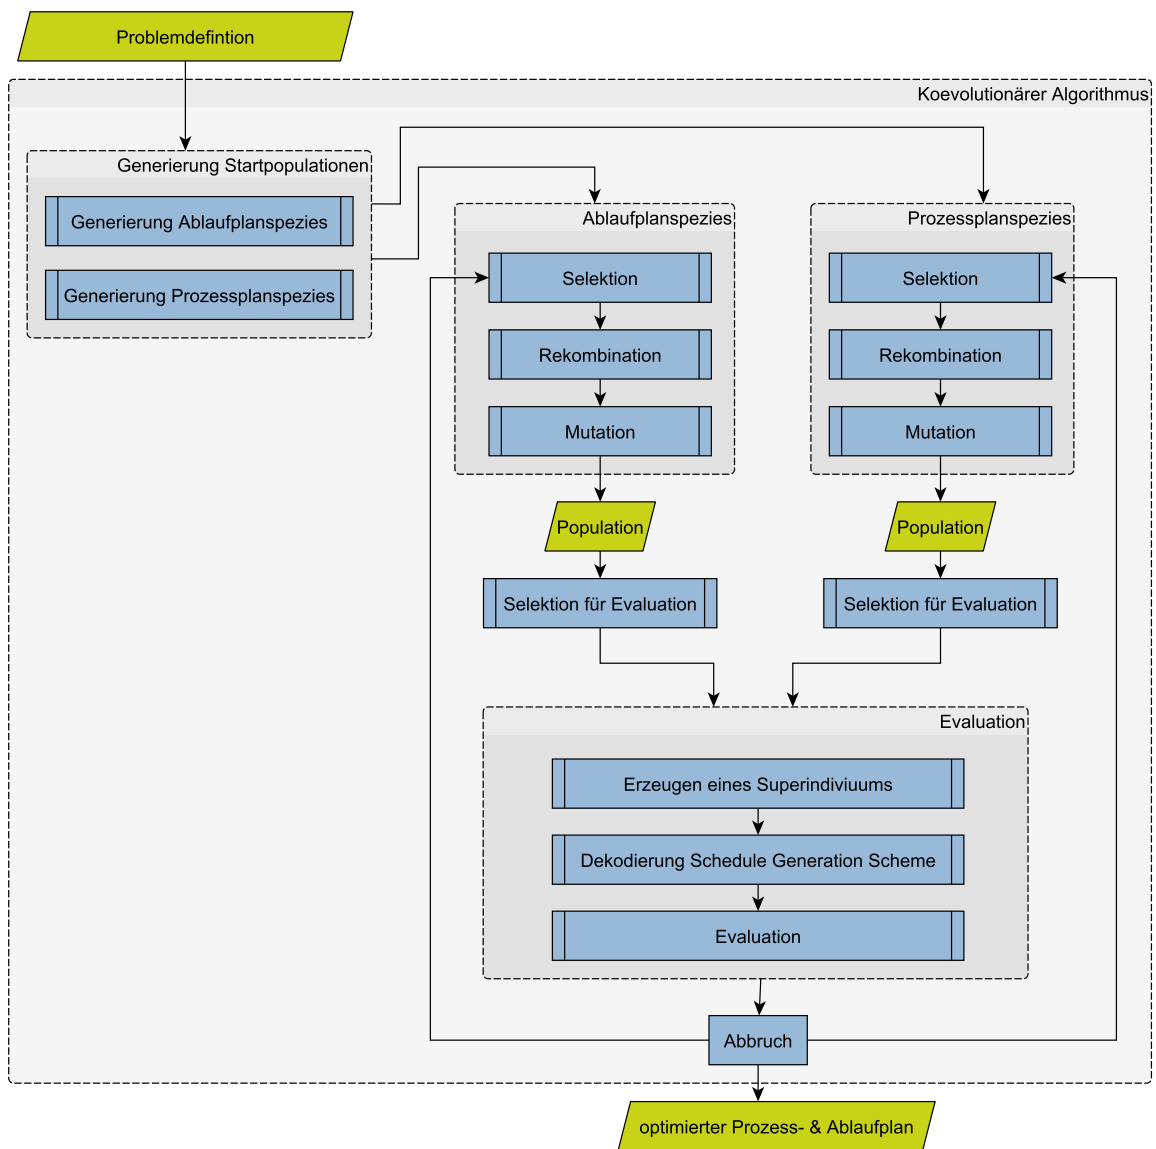 Problemdefintion
Koevolutionärer Algorithmus
Generierung Startpopulationen
Generierung Ablaufplanspezies
Generierung Prozessplanspezies
Ablaufplanspezies
Selektion
Rekombination
Mutation
Population
Selektion für Evaluation
Prozessplanspezies
Selektion
Rekombination
Mutation
Population
Selektion für Evaluation
Evaluation
Erzeugen eines Superindiviuums
Dekodierung Schedule Generation Scheme
Evaluation
Abbruch
optimierter Prozess- & Ablaufplan